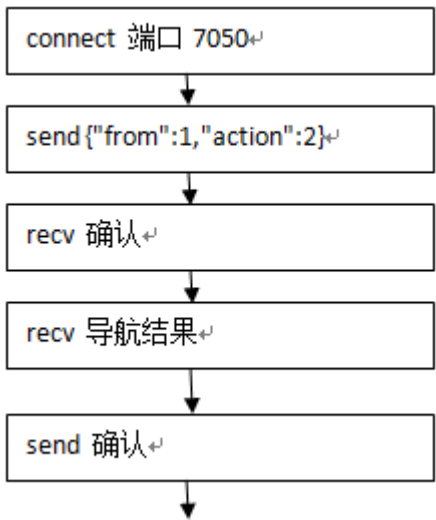 connect 端口 7050
send {"from":1,"action":2}
recv 确认
recv 导航结果
send 确认